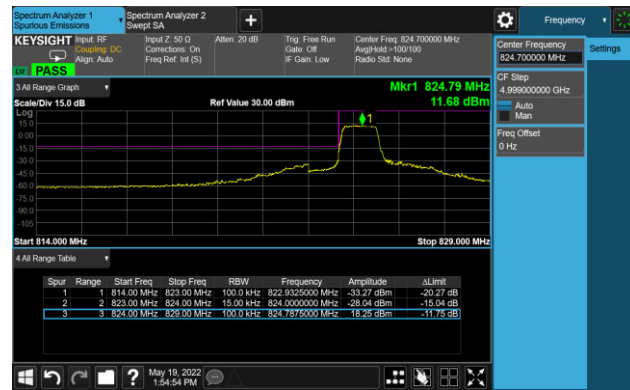 Spectrum Analyzer 1
Spurious Emissions
Spectrum Analyzer 2
Swept SA
Frequency
KEYSIGHT
Input: RF
Coupling: DC
Align: Auto
Input Z: 50 Ω
Corrections: On
Freq Ref: Int (S)
Atten: 20 dB
Trig: Free Run
Gate: Off
IF Gain: Low
Center Freq: 824.700000 MHz
Avg|Hold:>100/100
Radio Std: None
PASS
Center Frequency
824.700000 MHz
Settings
CF Step
4.999000000 GHz
Auto
Man
Freq Offset
0 Hz
3 All Range Graph
Mkr1 824.79 MHz
Scale/Div 15.0 dB
Ref Value 30.00 dBm
11.68 dBm
Log
15.0
0.00
-15.0
-30.0
-45.0
-60.0
-75.0
-90.0
-105
1
Start 814.000 MHz
Stop 829.000 MHz
4 All Range Table
Spur Range Start Freq Stop Freq RBW Frequency Amplitude ΔLimit
1 1 814.00 MHz 823.00 MHz 100.0 kHz 822.9325000 MHz -33.27 dBm -20.27 dB
2 2 823.00 MHz 824.00 MHz 15.00 kHz 824.0000000 MHz -28.04 dBm -15.04 dB
3 3 824.00 MHz 829.00 MHz 100.0 kHz 824.7875000 MHz 18.25 dBm -11.75 dB
?
May 19, 2022
1:54:54 PM